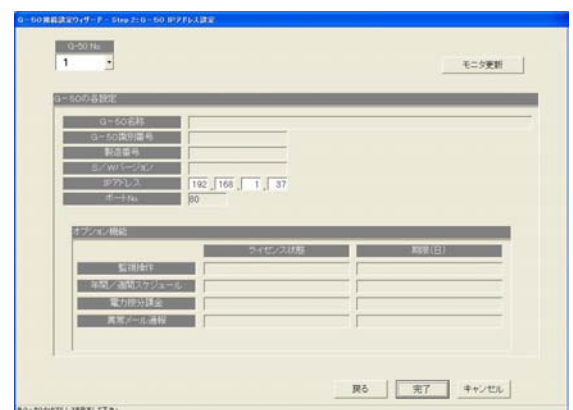 G-50接続設定ウィザード - Step 2: G-50 IPアドレス設定
G-50 No
1
モニタ更新
G-50の各設定
G-50名称
G-50識別番号
製造番号
S/Wバージョン
IPアドレス 192 . 168 . 1 . 37
ポートNo. 80
オプション機能
ライセンス状態 期限(日)
監視操作
年間/週間スケジュール
電力按分課金
異常メール通報
戻る 完了 キャンセル